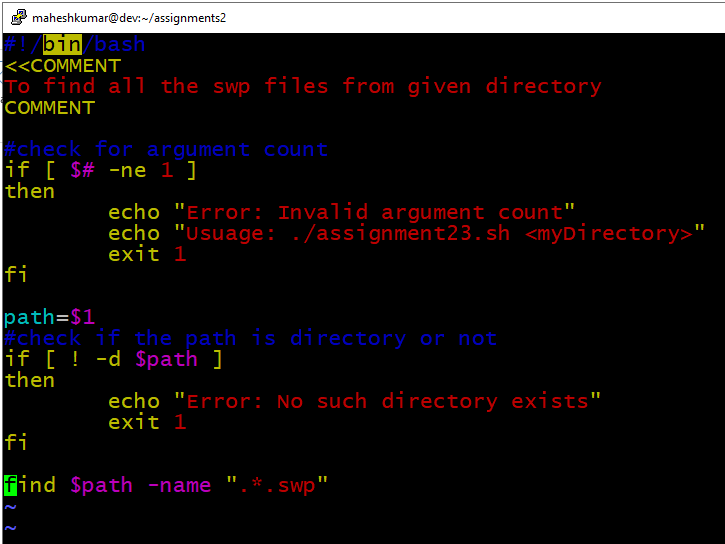 maheshkumar@dev:~/assignments2
#!/bin/bash
<<COMMENT
To find all the swp files from given directory
COMMENT
#check for argument count
if [ $# -ne 1 ]
then
echo "Error: Invalid argument count"
echo "Usuage: ./assignment23.sh <myDirectory>"
exit 1
fi
path=$1
#check if the path is directory or not
if [ ! -d $path ]
then
echo "Error: No such directory exists"
exit 1
fi
find $path -name ".*.swp"
~
~